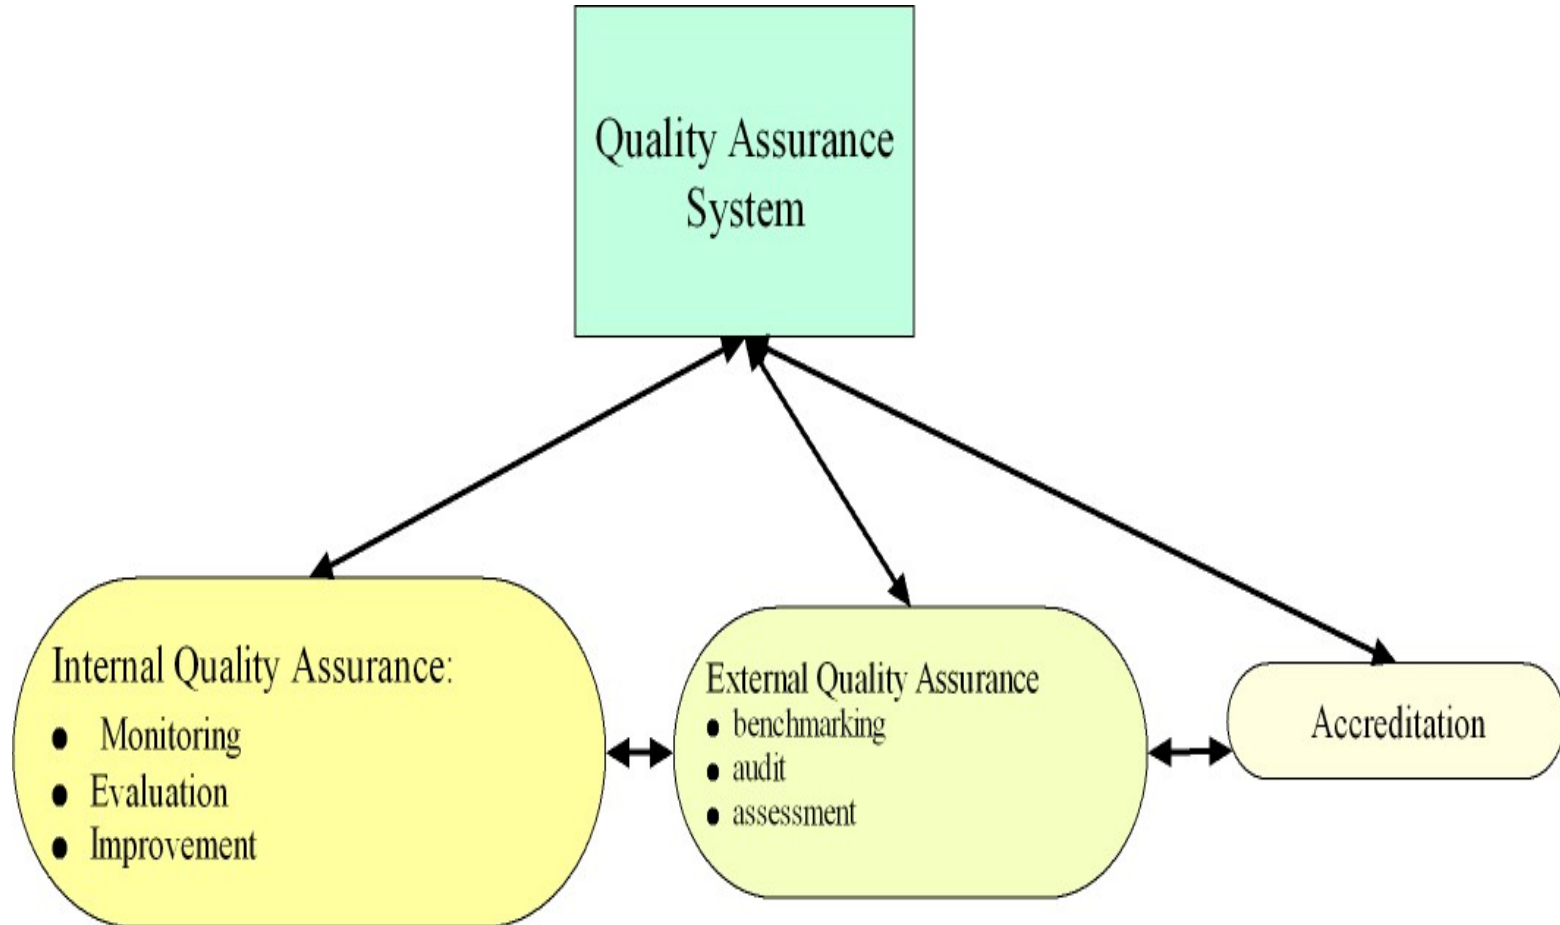 Quality Assurance
System
Internal Quality Assurance:
● Monitoring
● Evaluation
● Improvement
External Quality Assurance
● benchmarking
● audit
● assessment
Accreditation